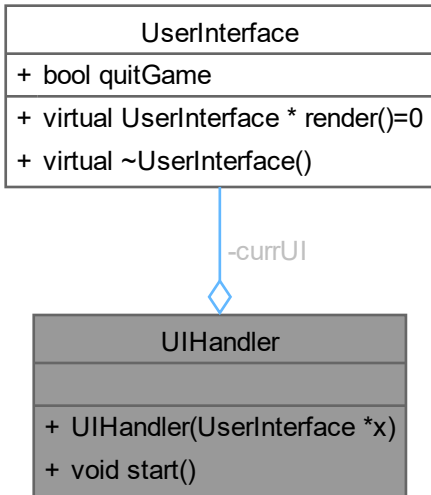 UserInterface
+ bool quitGame
+ virtual UserInterface * render()=0
+ virtual ~UserInterface()
-currUI
UIHandler
+ UIHandler(UserInterface *x)
+ void start()